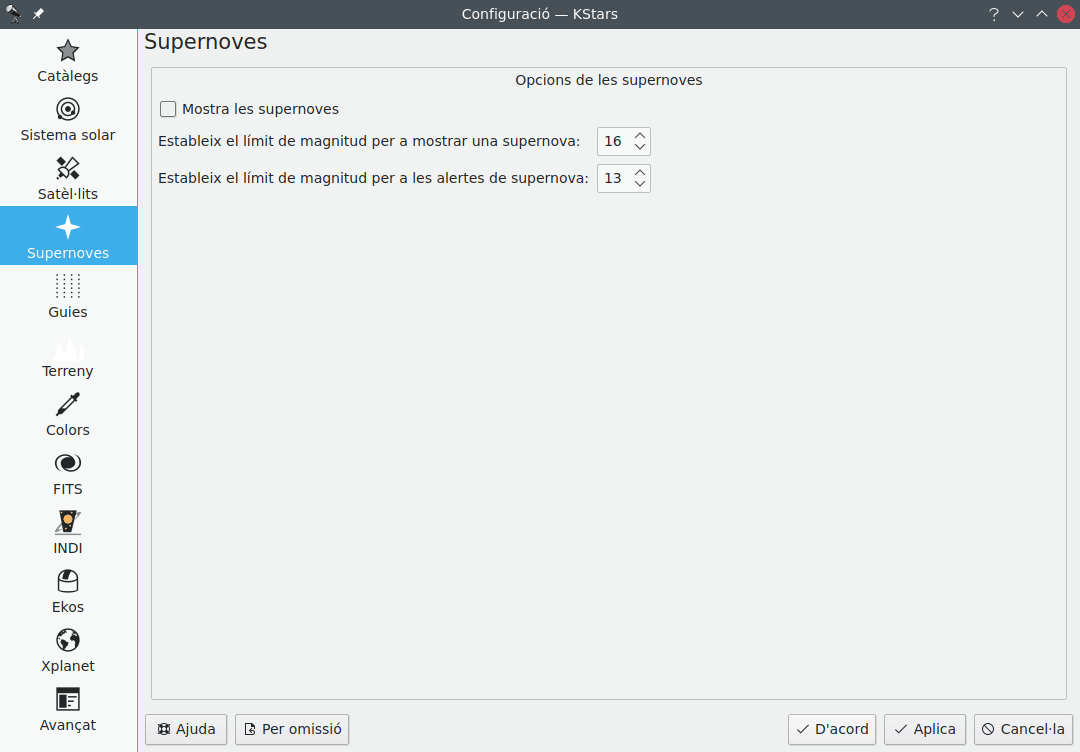 Configuració — KStars
Catàlegs
Sistema solar
Satèl·lits
Supernoves
Guies
Terreny
Colors
FITS
INDI
Ekos
Xplanet
Avançat
Supernoves
Opcions de les supernoves
Mostra les supernoves
Estableix el límit de magnitud per a mostrar una supernova: 16
Estableix el límit de magnitud per a les alertes de supernova: 13
Ajuda Per omissió D'acord Aplica Cancel·la